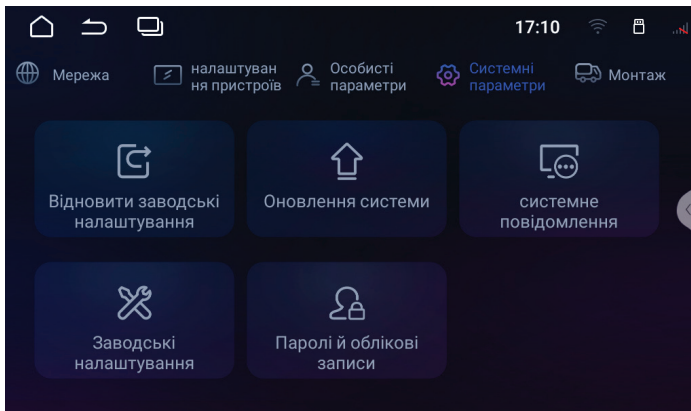 17:10
Мережа
налаштуван
ня пристроїв
Особисті
параметри
Системні
параметри
Монтаж
Відновити заводські
налаштування
Оновлення системи
системне
повідомлення
Заводські
налаштування
Паролі й облікові
записи